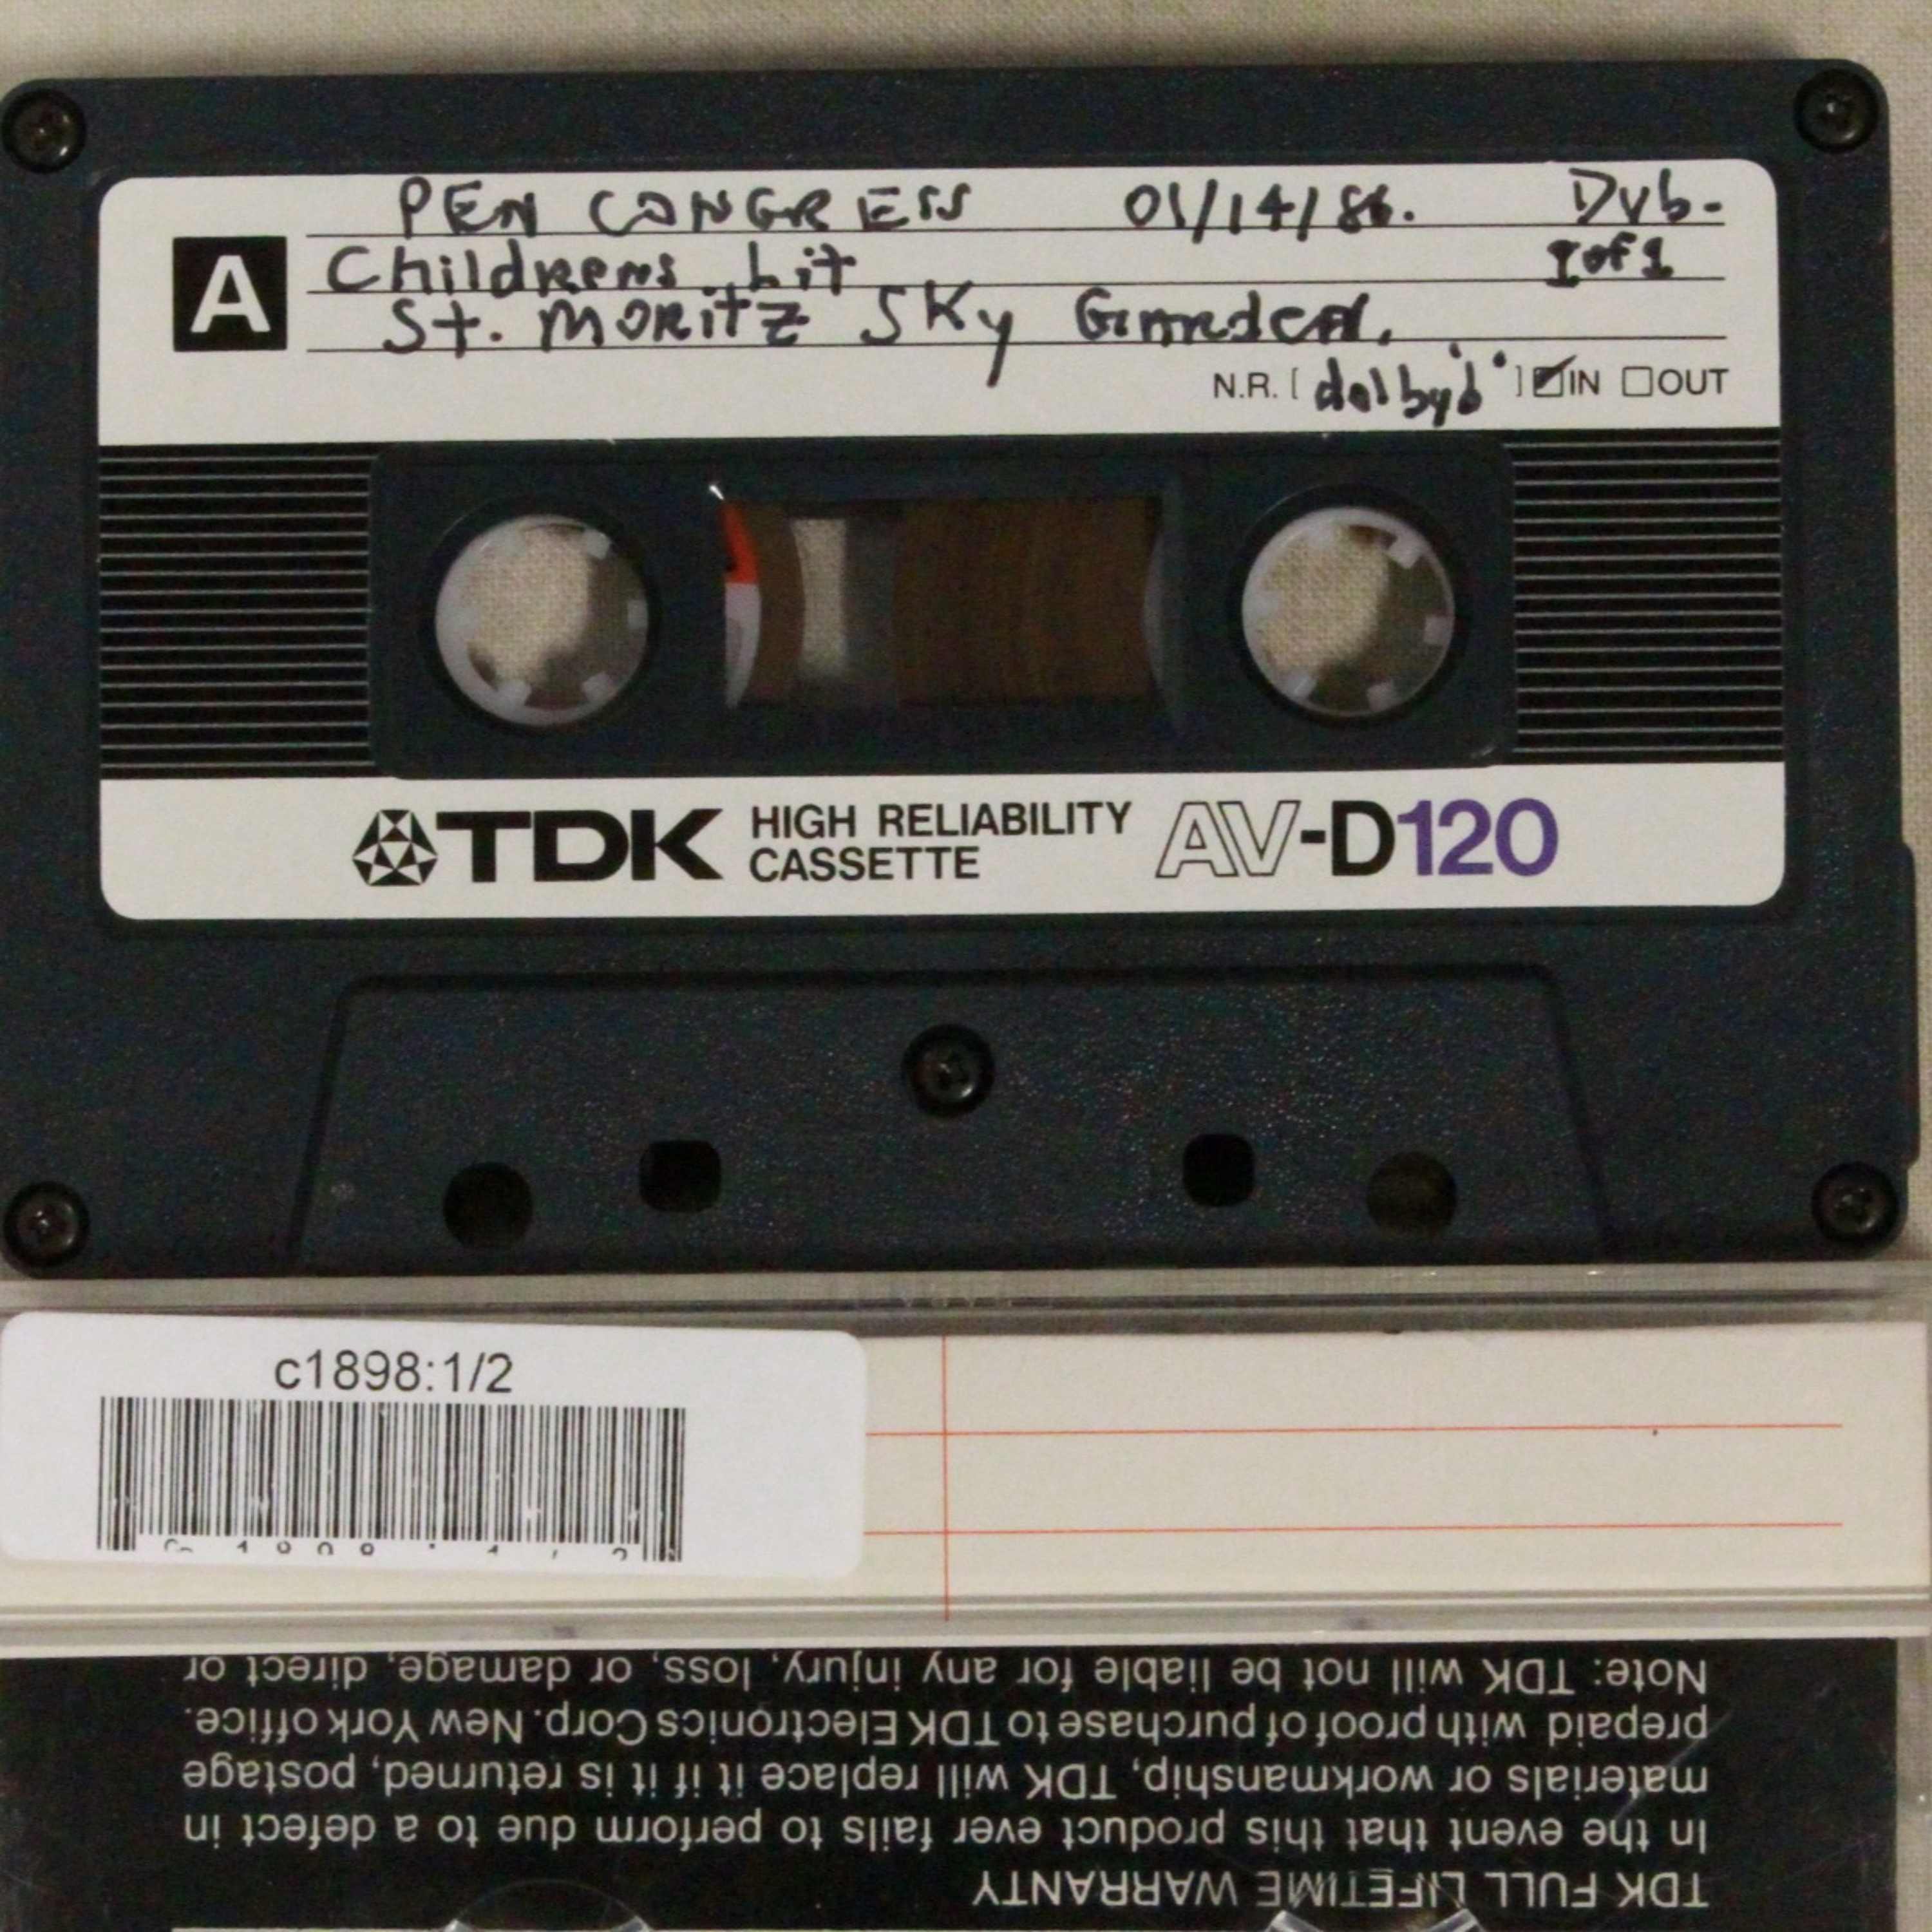 PEN CONGRESS 01/14/86. Dub.
Childrens Lit 1 of 1
A
St. MORITZ SKy GARDEN.
N.R. [dolby'd'] IN OUT
TDK HIGH RELIABILITY CASSETTE AV-D120
c1898:1/2
TDK FULL LIFETIME WARRANTY
In the event that this product ever fails to perform due to a defect in
materials or workmanship, TDK will replace it if it is returned, postage
prepaid with proof of purchase to TDK Electronics Corp. New York office.
Note: TDK will not be liable for any injury, loss, or damage, direct or